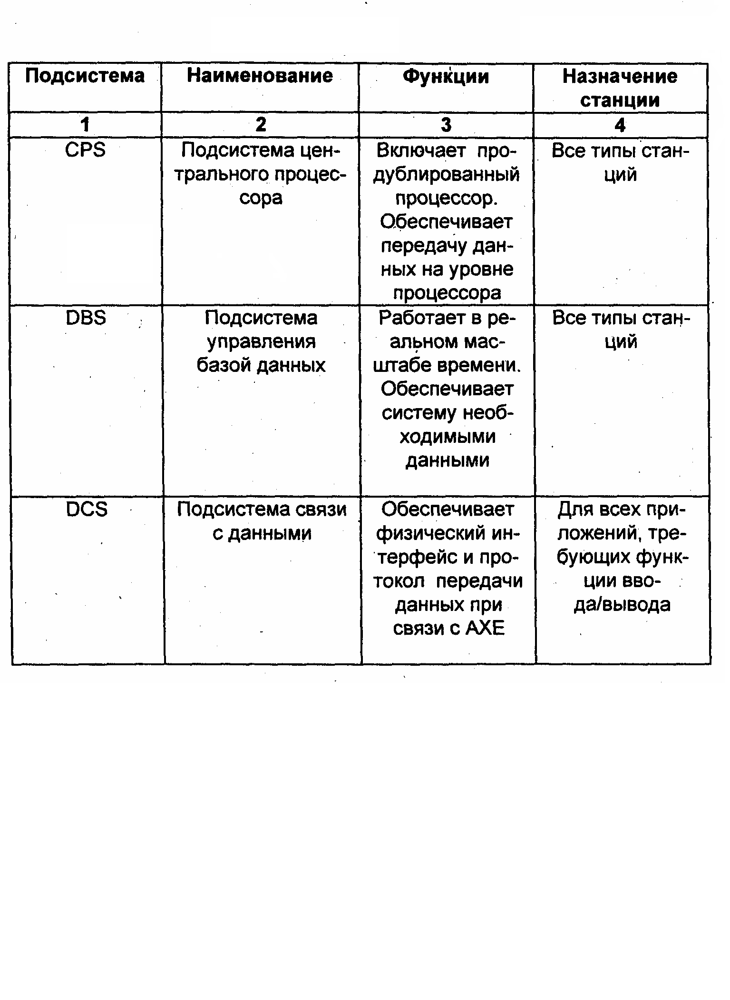 Подсистема Наименование Функции Назначение
станции
1 2 3 4
CPS
Подсистема цен-
трального процес-
сора
Включает про-
дублированный
процессор.
Обеспечивает
передачу дан-
ных на уровне
процессора
Все типы стан-
ций
DBS
Подсистема
управления
базой данных
Работает в ре-
альном мас-
штабе времени.
Обеспечивает
систему необ-
ходимыми
данными
Все типы стан-
ций
DCS
Подсистема связи
с данными
Обеспечивает
физический ин-
терфейс и про-
токол передачи
данных при
связи с AXE
Для всех при-
ложений, тре-
бующих функ-
ции вво-
да/вывода